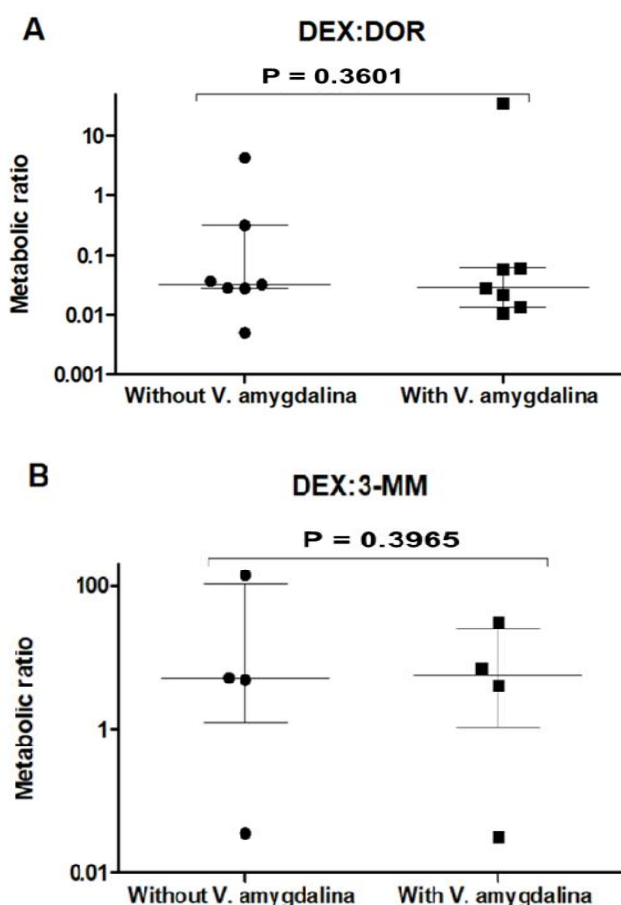 A
DEX:DOR
P = 0.3601
Metabolic ratio
10
1
0.1
0.01
0.001
Without V. amygdalina
With V. amygdalina
B
DEX:3-MM
P = 0.3965
Metabolic ratio
100
1
0.01
Without V. amygdalina
With V. amygdalina